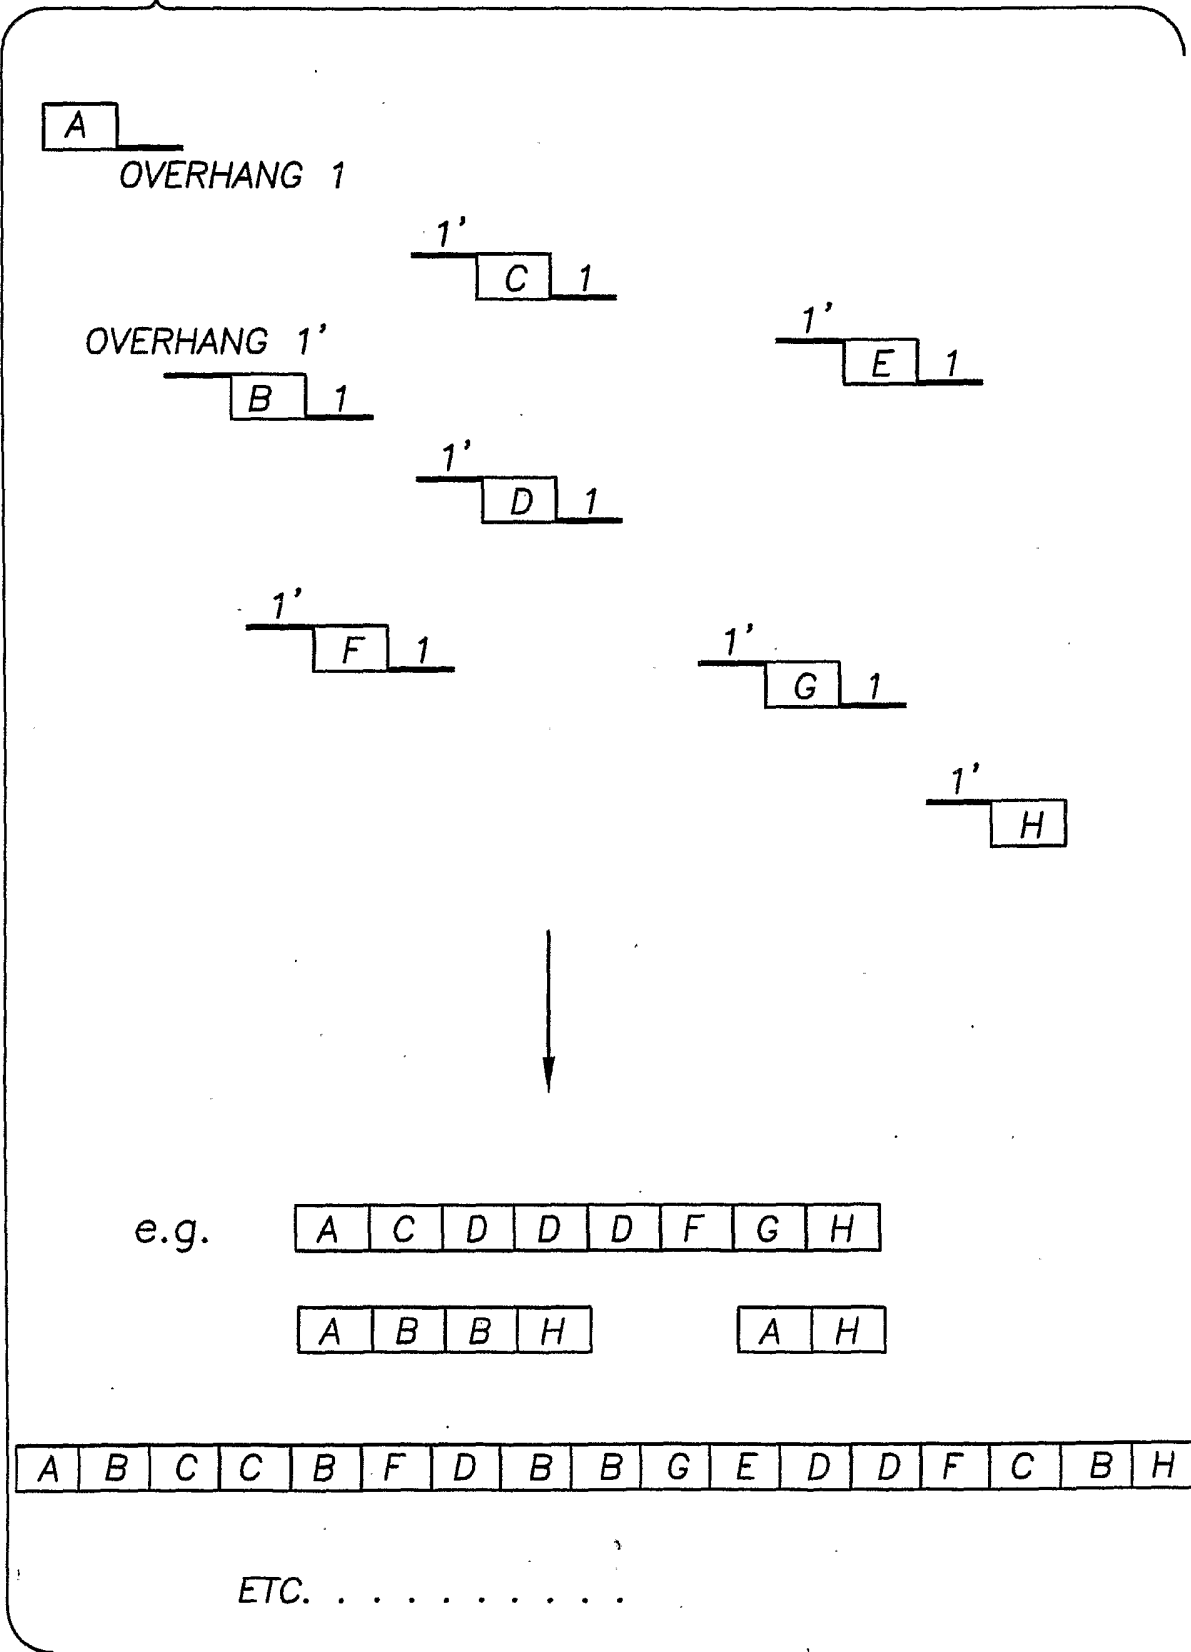 A
OVERHANG 1
1'
C 1
1'
OVERHANG 1'
E 1
B 1
1'
D 1
1'
F 1
1'
G 1
1'
H
e.g. A C D D D F G H
A B B H A H
A B C C B F D B B G E D D F C B H
ETC. . . . . . . . . .